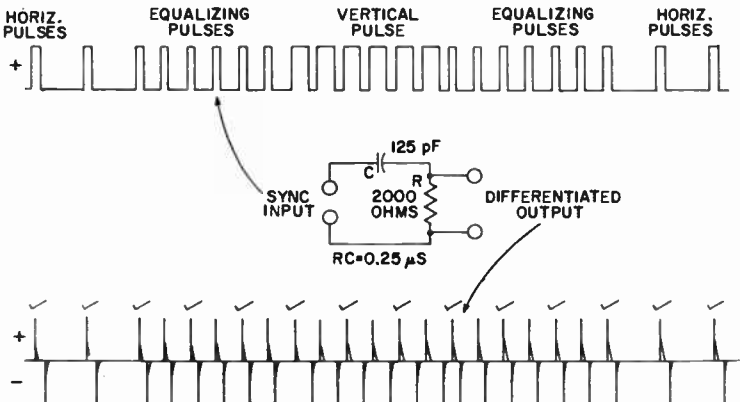 HORIZ.
PULSES
EQUALIZING
PULSES
VERTICAL
PULSE
EQUALIZING
PULSES
HORIZ.
PULSES
+
125 pF
C
R
SYNC
INPUT
2000
OHMS
DIFFERENTIATED
OUTPUT
RC=0.25 μS
+
−